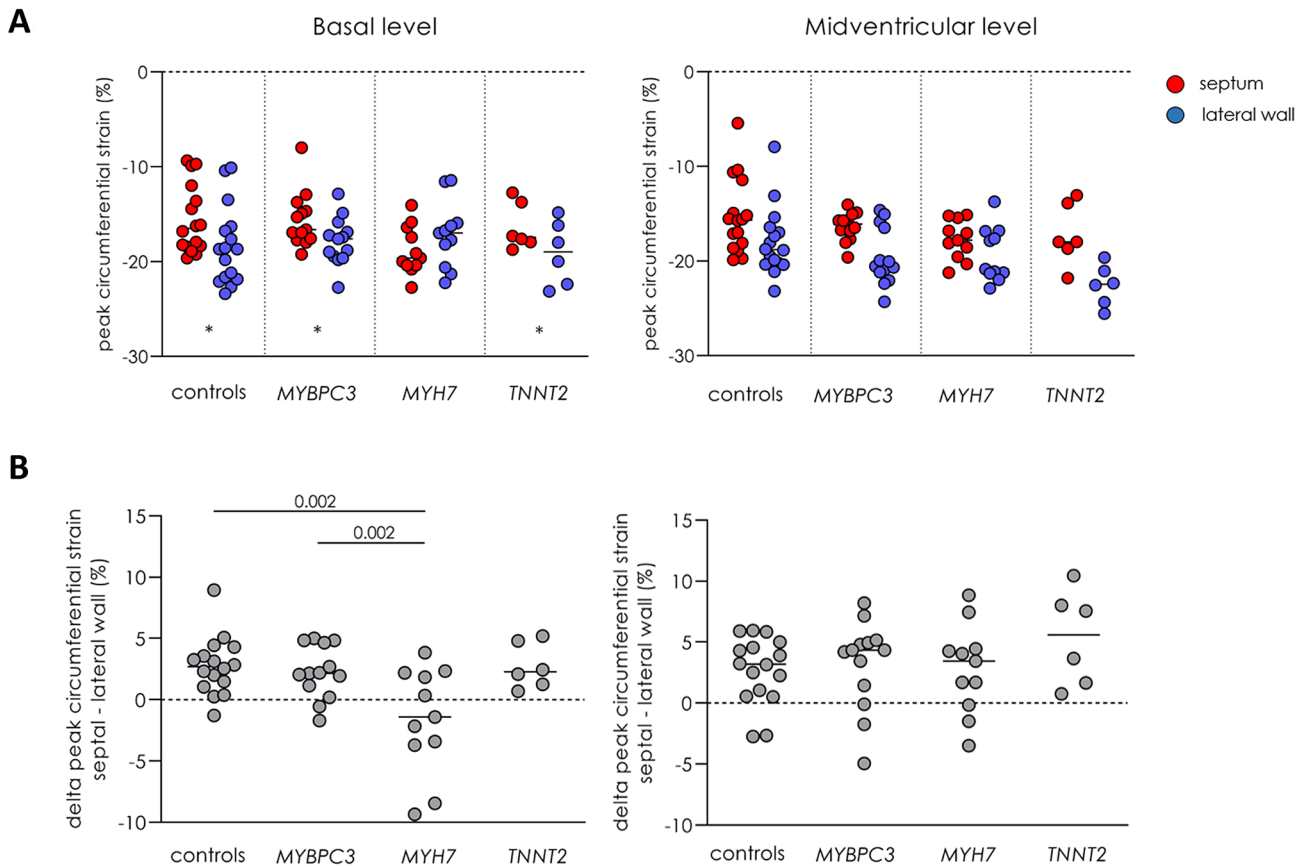 A
Basal level
Midventricular level
peak circumferential strain (%)
0
-10
-20
-30
* * *
controls MYBPC3 MYH7 TNNT2
peak circumferential strain (%)
0
-10
-20
-30
controls MYBPC3 MYH7 TNNT2
septum
lateral wall
B
delta peak circumferential strain
septal - lateral wall (%)
15
10
5
0
-5
-10
0.002
0.002
controls MYBPC3 MYH7 TNNT2
delta peak circumferential strain
septal - lateral wall (%)
15
10
5
0
-5
-10
controls MYBPC3 MYH7 TNNT2